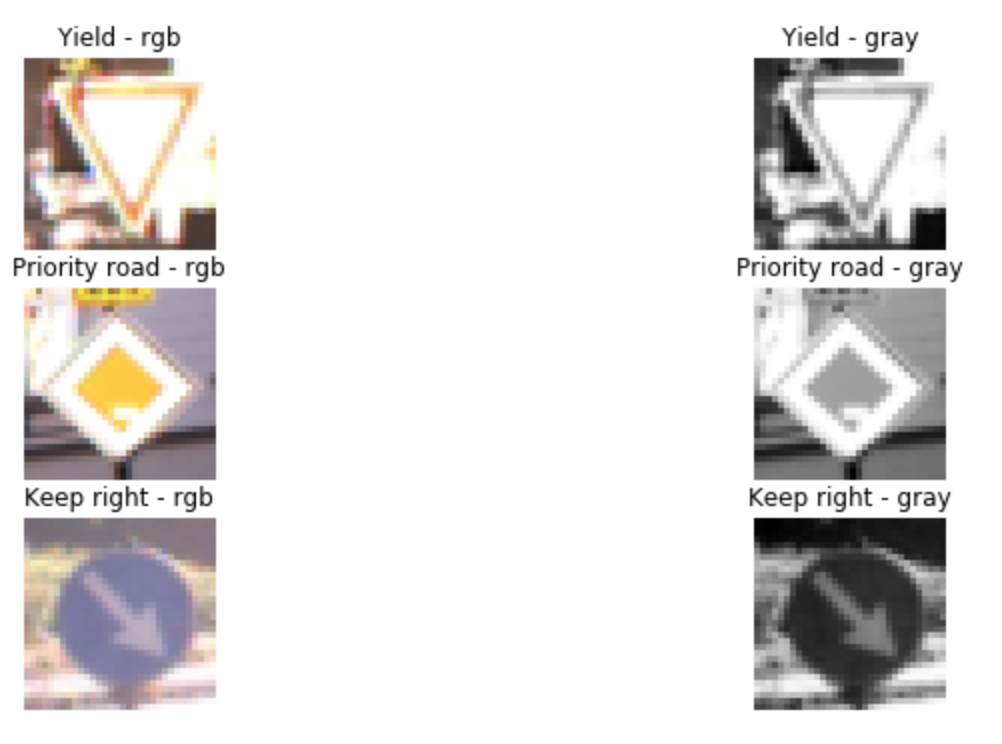 Yield - rgb
Yield - gray
Priority road - rgb
Priority road - gray
Keep right - rgb
Keep right - gray